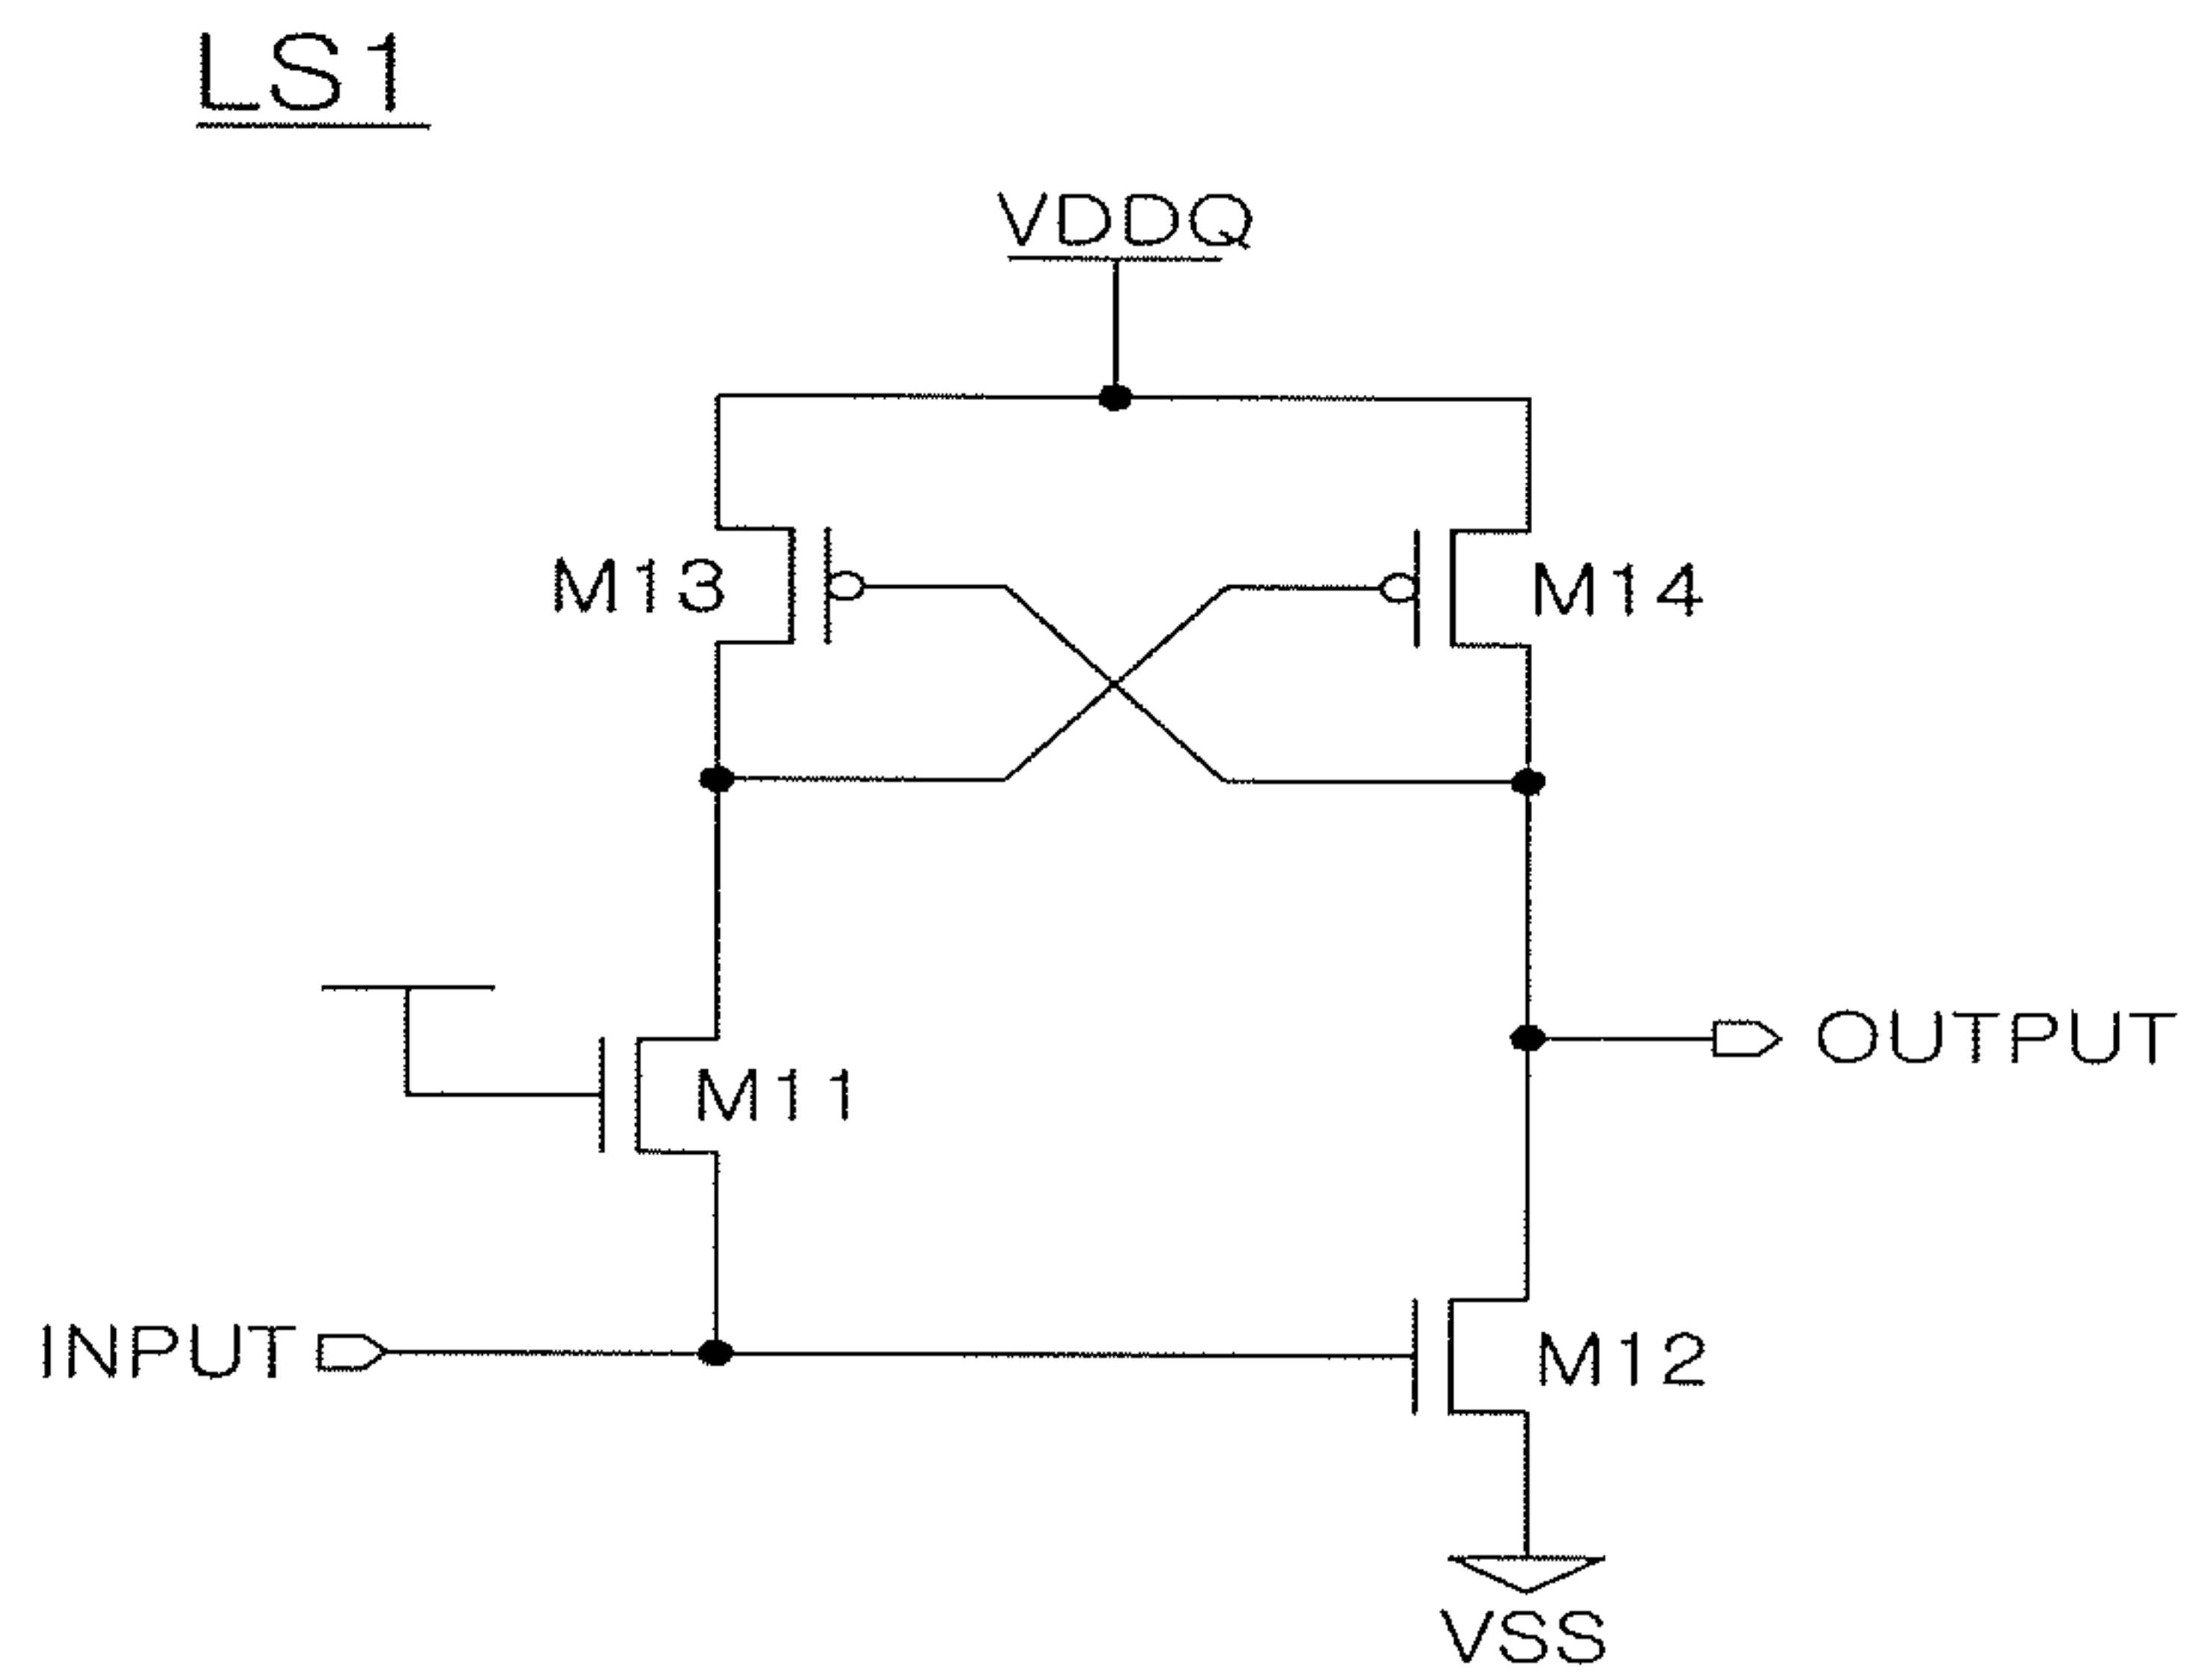 LS1
VDDQ
M13
M14
M11
OUTPUT
INPUT
M12
VSS